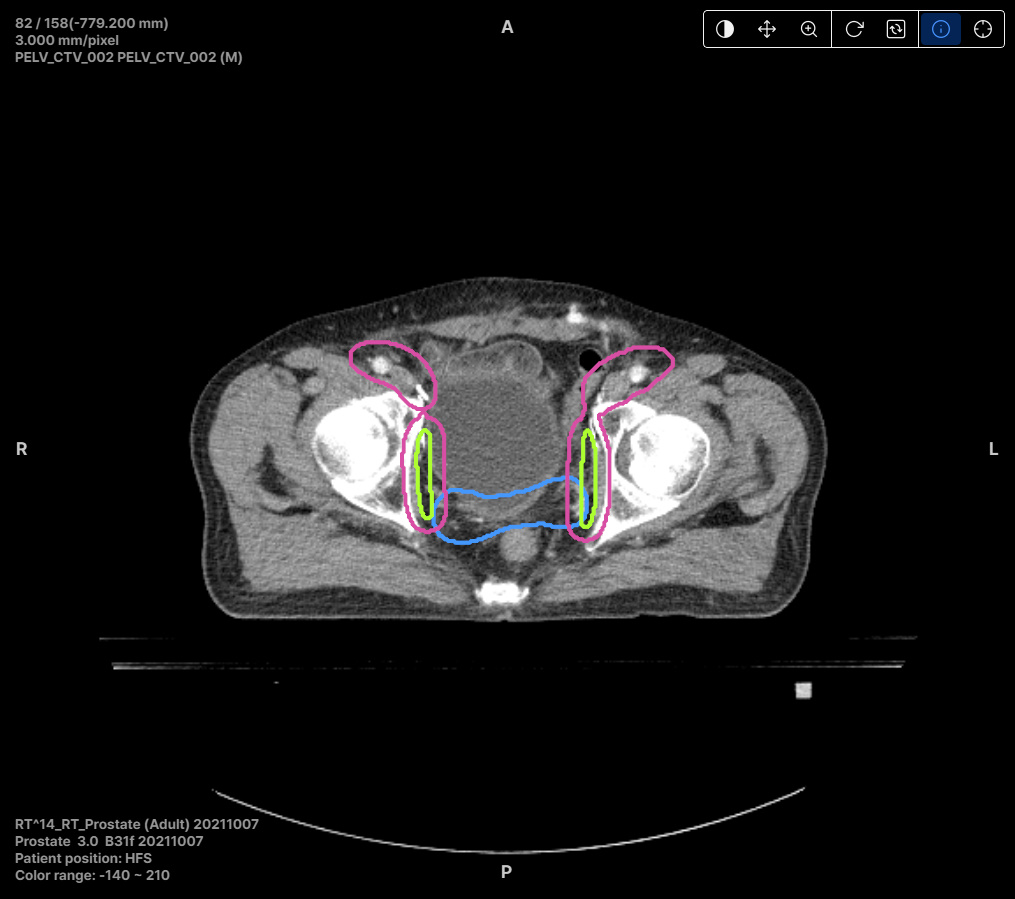 82 / 158(-779.200 mm)
3.000 mm/pixel
PELV_CTV_002 PELV_CTV_002 (M)
A
R
L
RT^14_RT_Prostate (Adult) 20211007
Prostate  3.0  B31f 20211007
Patient position: HFS
Color range: -140 ~ 210
P